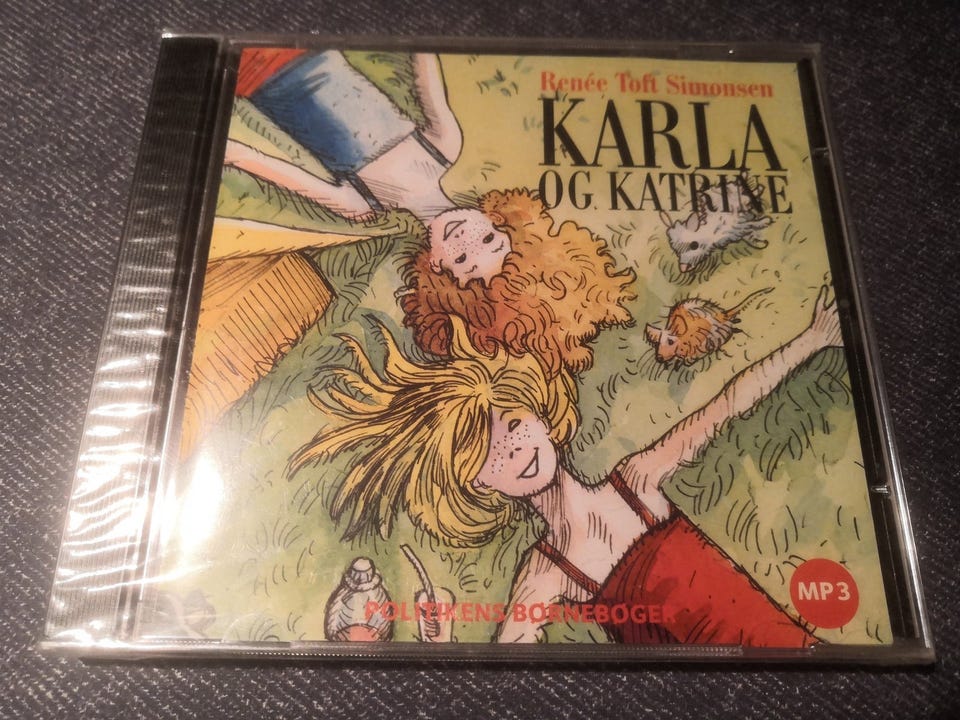 Renée Toft Simonsen
KARLA
OG KATRINE
MP3
POLITIKENS BØRNEBØGER